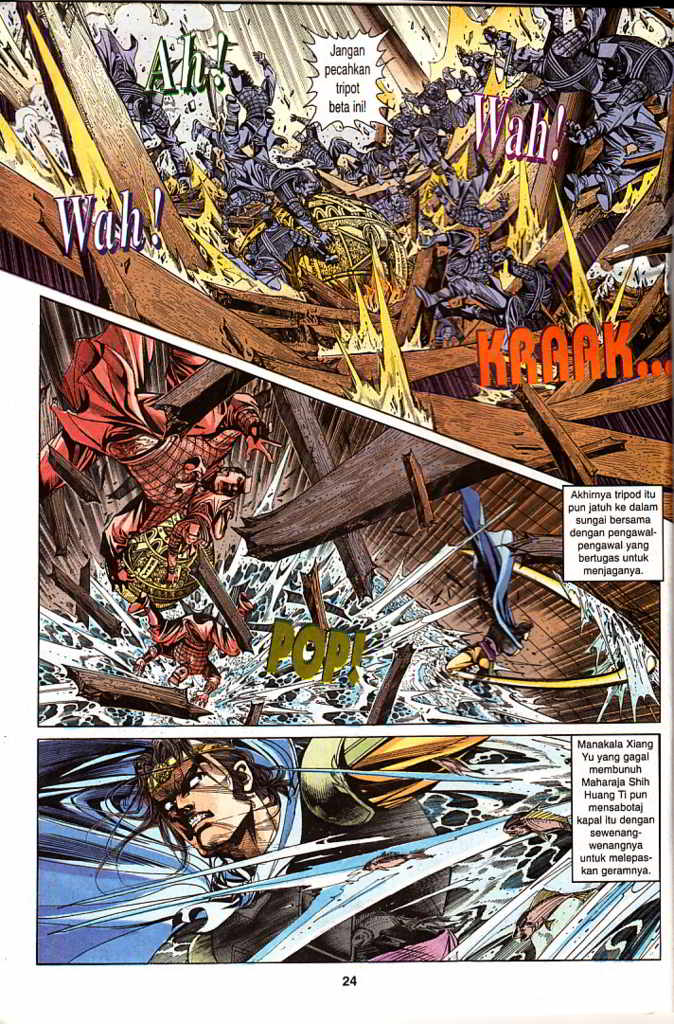 Ah!
Jangan
pecahkan
tripot
beta ini!
Wah!
Wah!
KRAAK...
Akhirnya tripod itu
pun jatuh ke dalam
sungai bersama
dengan pengawal-
pengawal yang
bertugas untuk
menjaganya.
POP!
Manakala Xiang
Yu yang gagal
membunuh
Maharaja Shih
Huang Ti pun
mensabotaj
kapal itu dengan
sewenang-
wenangnya
untuk melepas-
kan geramnya.
24